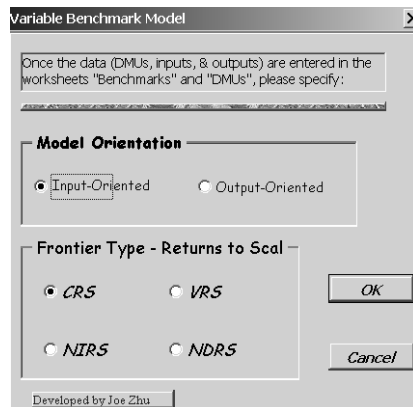 Variable Benchmark Model
Once the data (DMUs, inputs, & outputs) are entered in the
worksheets "Benchmarks" and "DMUs", please specify:
Model Orientation
Input-Oriented
Output-Oriented
Frontier Type - Returns to Scal
CRS
VRS
OK
NIRS
NDRS
Cancel
Developed by Joe Zhu